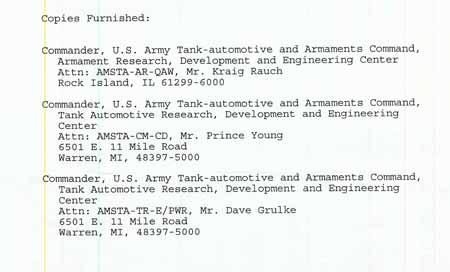 Copies Furnished:
Commander, U.S. Army Tank-automotive and Armaments Command,
Armament Research, Development and Engineering Center
Attn: AMSTA-AR-QAW, Mr. Kraig Rauch
Rock Island, IL 61299-6000
Commander, U.S. Army Tank-automotive and Armaments Command,
Tank Automotive Research, Development and Engineering
Center
Attn: AMSTA-CM-CD, Mr. Prince Young
6501 E. 11 Mile Road
Warren, MI, 48397-5000
Commander, U.S. Army Tank-automotive and Armaments Command,
Tank Automotive Research, Development and Engineering
Center
Attn: AMSTA-TR-E/PWR, Mr. Dave Grulke
6501 E. 11 Mile Road
Warren, MI, 48397-5000